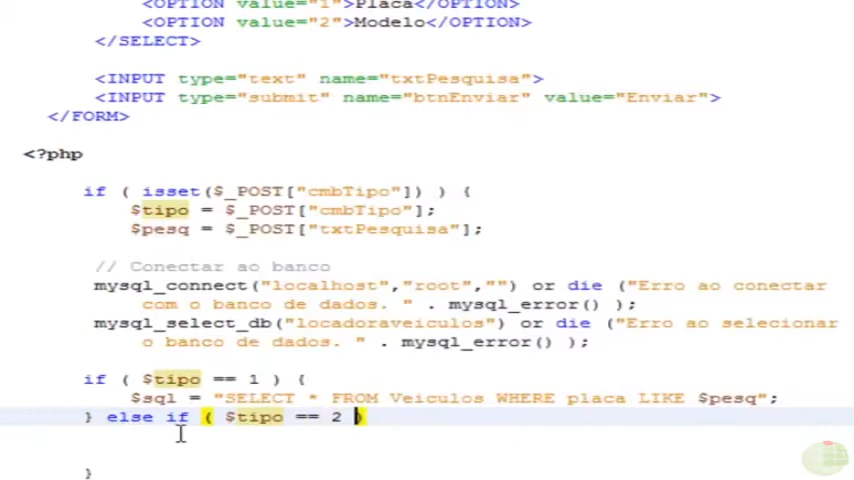 <OPTION value="1">Placa</OPTION>
<OPTION value="2">Modelo</OPTION>
</SELECT>
<INPUT type="text" name="txtPesquisa">
<INPUT type="submit" name="btnEnviar" value="Enviar">
</FORM>
<?php
if ( isset($_POST["cmbTipo"]) ) {
$tipo = $_POST["cmbTipo"];
$pesq = $_POST["txtPesquisa"];
// Conectar ao banco
mysql_connect("localhost","root","") or die ("Erro ao conectar
com o banco de dados. " . mysql_error() );
mysql_select_db("locadoraveiculos") or die ("Erro ao selecionar
o banco de dados. " . mysql_error() );
if ( $tipo == 1 ) {
$sql = "SELECT * FROM Veiculos WHERE placa LIKE $pesq";
} else if ( $tipo == 2 )
}